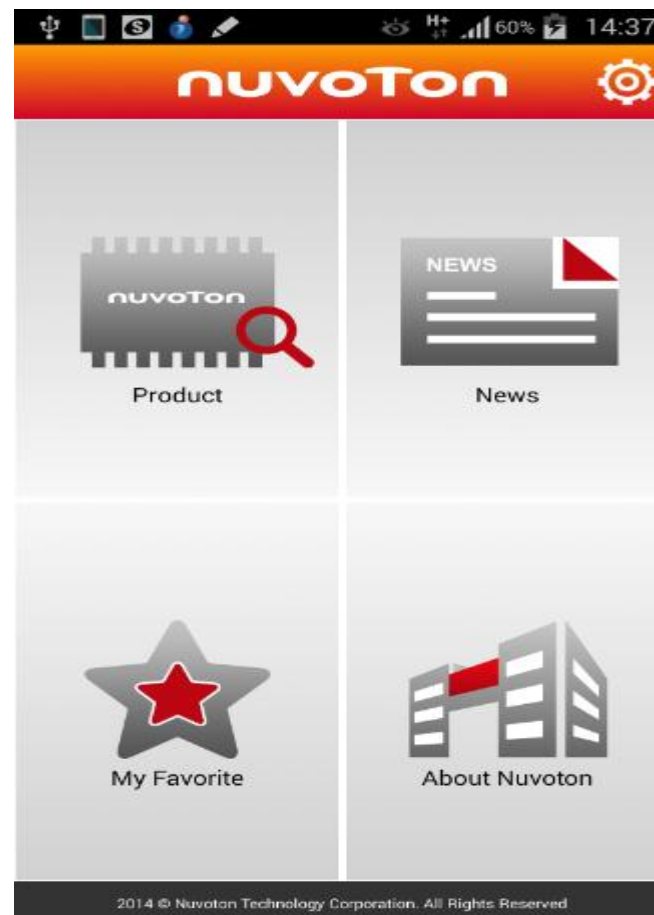 H+ 60% 14:37
nuvoTon
nuvoTon
NEWS
Product
News
My Favorite
About Nuvoton
2014 © Nuvoton Technology Corporation. All Rights Reserved